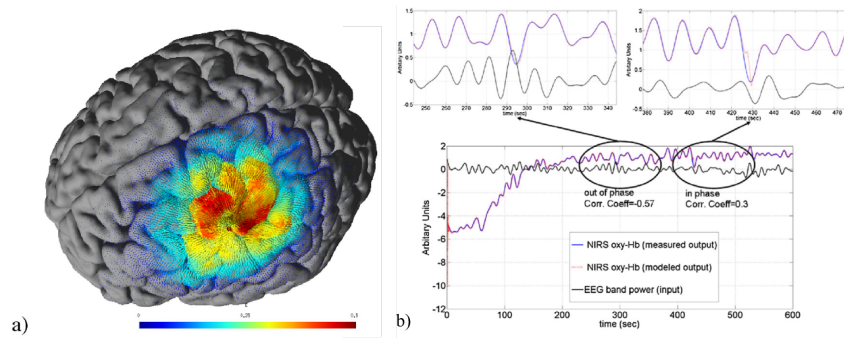 a)
0
0.25
0.5
b)
1.5
1
0.5
0
-0.5
Arbitary Units
250 260 270 280 290 300 310 320 330 340
time (sec)
2
1.5
1
0.5
0
-0.5
Arbitary Units
380 390 400 410 420 430 440 450 460 470
time (sec)
2
0
-2
-4
-6
-8
-10
-12
Arbitary Units
out of phase
Corr. Coeff=-0.57
in phase
Corr. Coeff=0.3
NIRS oxy-Hb (measured output)
NIRS oxy-Hb (modeled output)
EEG band power (input)
0 100 200 300 400 500 600
time (sec)